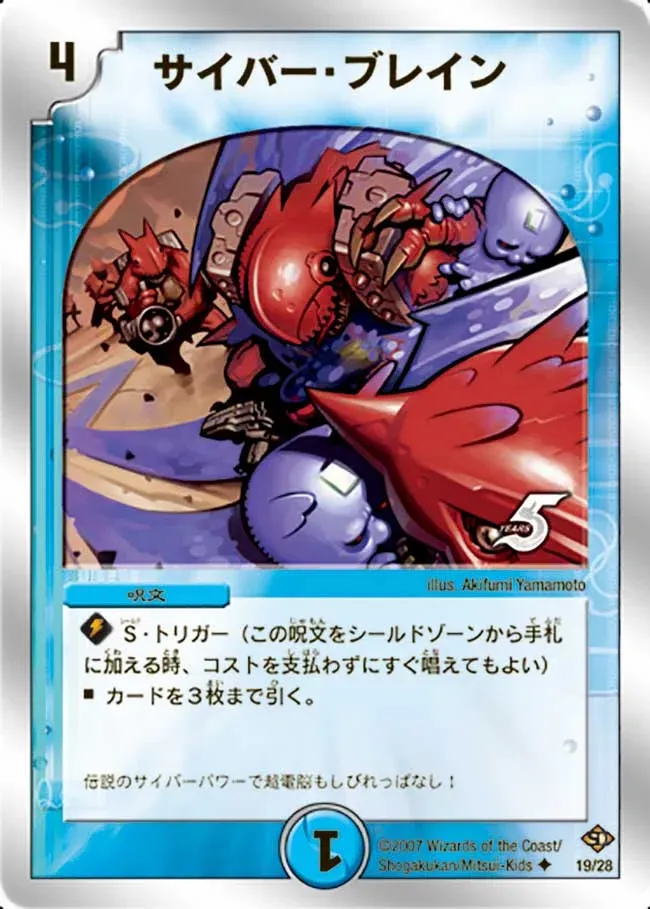 4
サイバー・ブレイン
5
YEARS
illus. Akifumi Yamamoto
呪文
S・トリガー（この呪文をシールドゾーンから手札
に加える時、コストを支払わずにすぐ唱えてもよい）
■ カードを３枚まで引く。
伝説のサイバーパワーで超電脳もしびれっぱなし！
1
©2007 Wizards of the Coast/
Shogakukan/Mitsui-Kids ◆
19/28